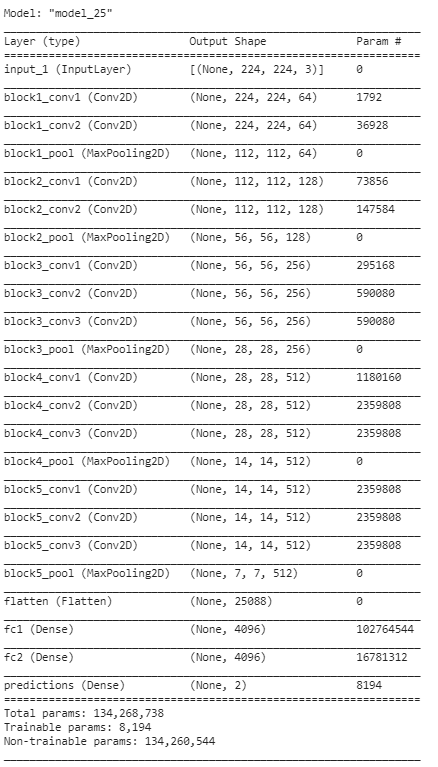 Model: "model_25"
Layer (type) Output Shape Param #
input_1 (InputLayer) [(None, 224, 224, 3)] 0
block1_conv1 (Conv2D) (None, 224, 224, 64) 1792
block1_conv2 (Conv2D) (None, 224, 224, 64) 36928
block1_pool (MaxPooling2D) (None, 112, 112, 64) 0
block2_conv1 (Conv2D) (None, 112, 112, 128) 73856
block2_conv2 (Conv2D) (None, 112, 112, 128) 147584
block2_pool (MaxPooling2D) (None, 56, 56, 128) 0
block3_conv1 (Conv2D) (None, 56, 56, 256) 295168
block3_conv2 (Conv2D) (None, 56, 56, 256) 590080
block3_conv3 (Conv2D) (None, 56, 56, 256) 590080
block3_pool (MaxPooling2D) (None, 28, 28, 256) 0
block4_conv1 (Conv2D) (None, 28, 28, 512) 1180160
block4_conv2 (Conv2D) (None, 28, 28, 512) 2359808
block4_conv3 (Conv2D) (None, 28, 28, 512) 2359808
block4_pool (MaxPooling2D) (None, 14, 14, 512) 0
block5_conv1 (Conv2D) (None, 14, 14, 512) 2359808
block5_conv2 (Conv2D) (None, 14, 14, 512) 2359808
block5_conv3 (Conv2D) (None, 14, 14, 512) 2359808
block5_pool (MaxPooling2D) (None, 7, 7, 512) 0
flatten (Flatten) (None, 25088) 0
fc1 (Dense) (None, 4096) 102764544
fc2 (Dense) (None, 4096) 16781312
predictions (Dense) (None, 2) 8194
Total params: 134,268,738
Trainable params: 8,194
Non-trainable params: 134,260,544